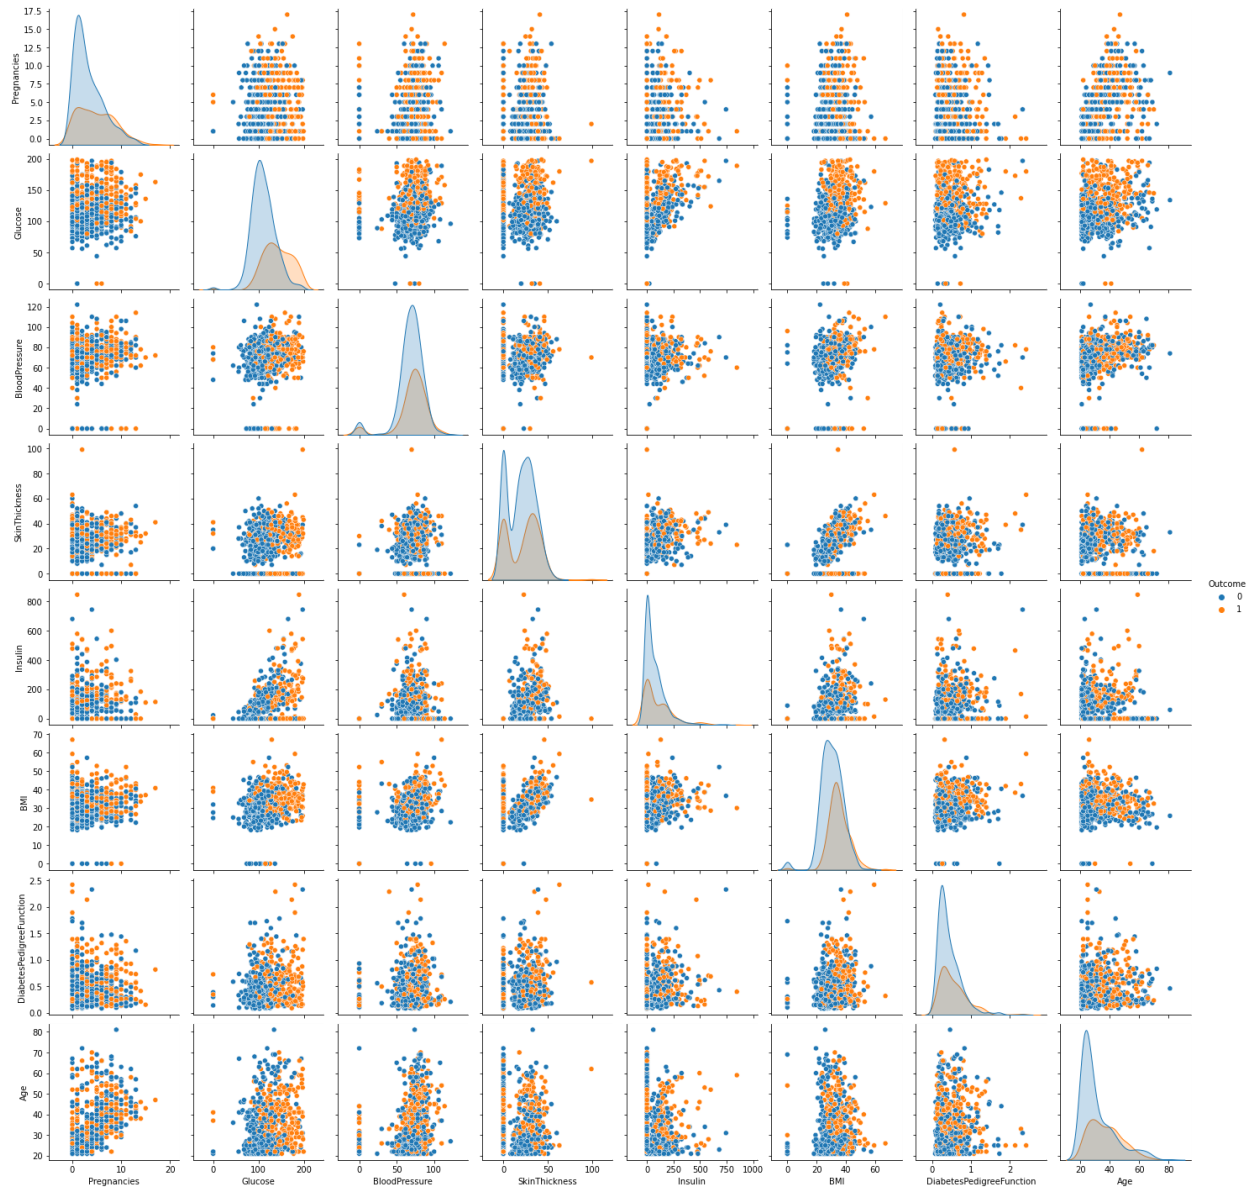 17.5
15.0
12.5
10.0
7.5
5.0
2.5
0.0
Pregnancies
200
150
100
50
0
Glucose
120
100
80
60
40
20
0
BloodPressure
100
80
60
40
20
0
SkinThickness
Outcome
0
1
800
600
400
200
0
Insulin
70
60
50
40
30
20
10
0
BMI
2.5
2.0
1.5
1.0
0.5
0.0
DiabetesPedigreeFunction
80
70
60
50
40
30
20
Age
0 10 20
0 100 200
0 50 100
0 50 100
0 250 500 750 1000
0 20 40 60
0 1 2
20 40 60 80
Pregnancies
Glucose
BloodPressure
SkinThickness
Insulin
BMI
DiabetesPedigreeFunction
Age